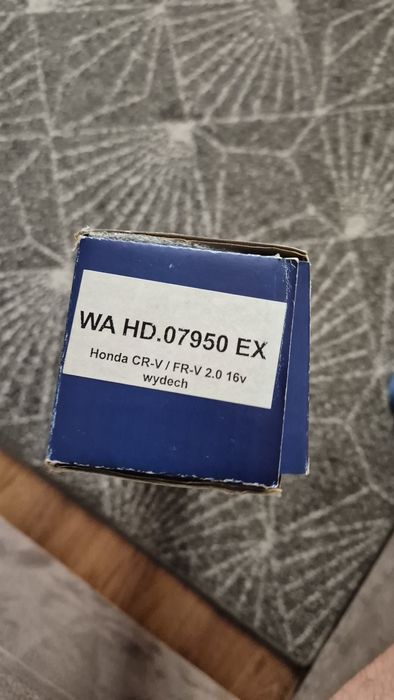 WA HD.07950 EX
Honda CR-V / FR-V 2.0 16v
wydech